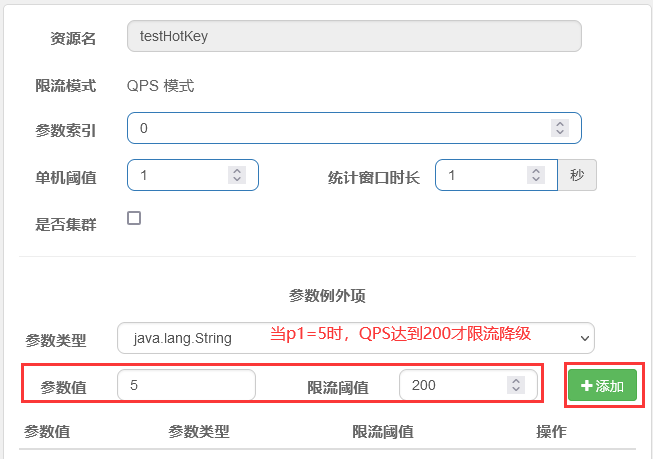 资源名 testHotKey
限流模式 QPS 模式
参数索引 0
单机阈值 1 统计窗口时长 1 秒
是否集群
参数例外项
参数类型 java.lang.String 当p1=5时，QPS达到200才限流降级
参数值 5 限流阈值 200 添加
参数值 参数类型 限流阈值 操作